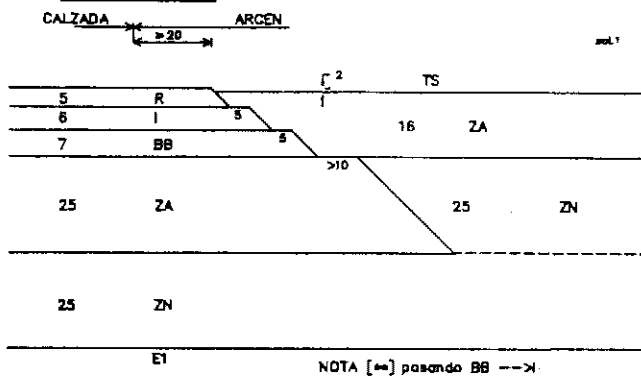 CALZADA ARCEN
≥20
5 R
2 TS
6 I 5
16 ZA
7 BB 5
>10
25 ZA
25 ZN
25 ZN
E1
NOTA [**] pasando BB -->